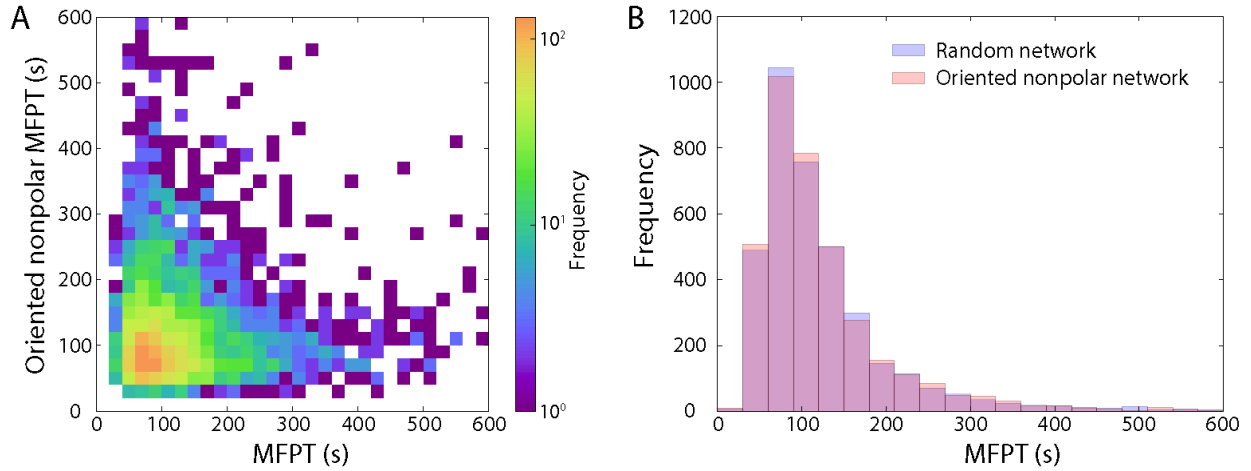 A
600
500
400
300
200
100
0
Oriented nonpolar MFPT (s)
0 100 200 300 400 500 600
MFPT (s)
10²
10¹
10⁰
Frequency
B
1200
1000
800
600
400
200
0
Frequency
Random network
Oriented nonpolar network
0 100 200 300 400 500 600
MFPT (s)